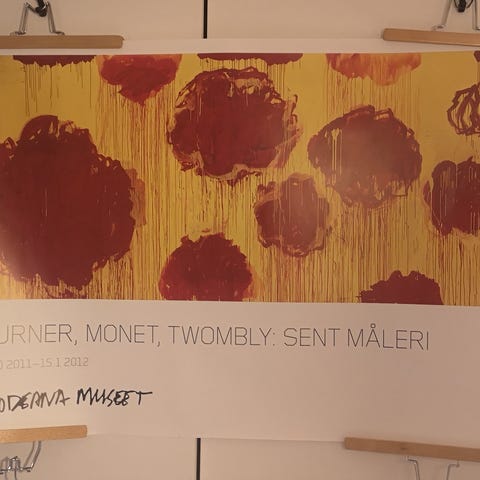 URNER, MONET, TWOMBLY: SENT MÅLERI
2011–15.1 2012
ODERNA MUSEET